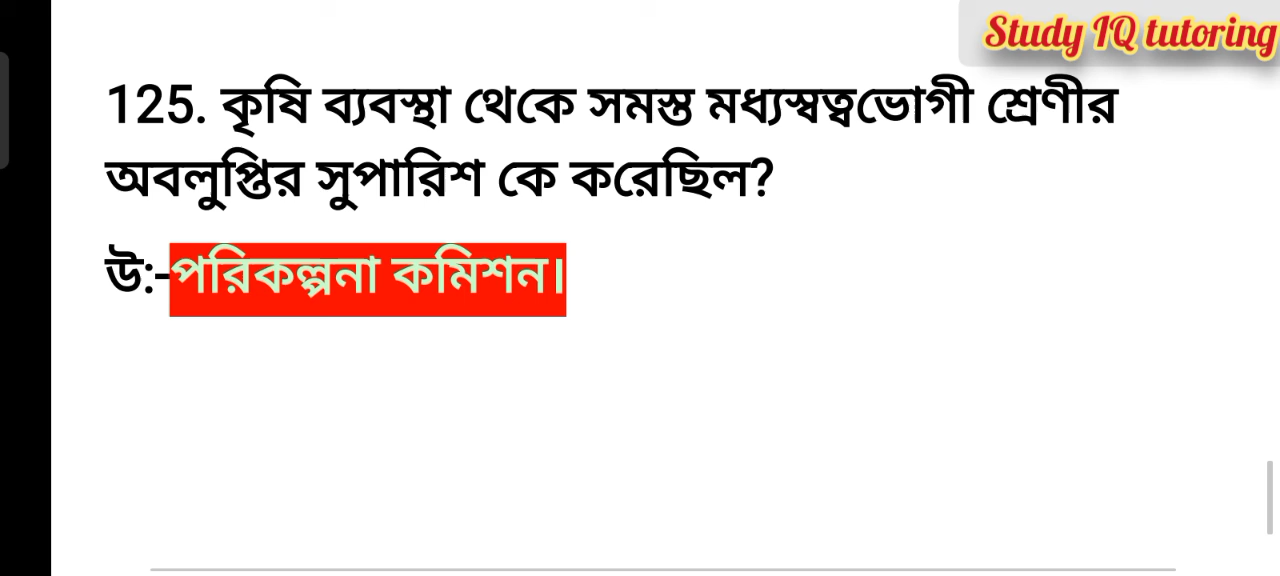 Study IQ tutoring
125. কৃষি ব্যবস্থা থেকে সমস্ত মধ্যস্বত্বভোগী শ্রেণীর
অবলুপ্তির সুপারিশ কে করেছিল?
উ:-পরিকল্পনা কমিশন।